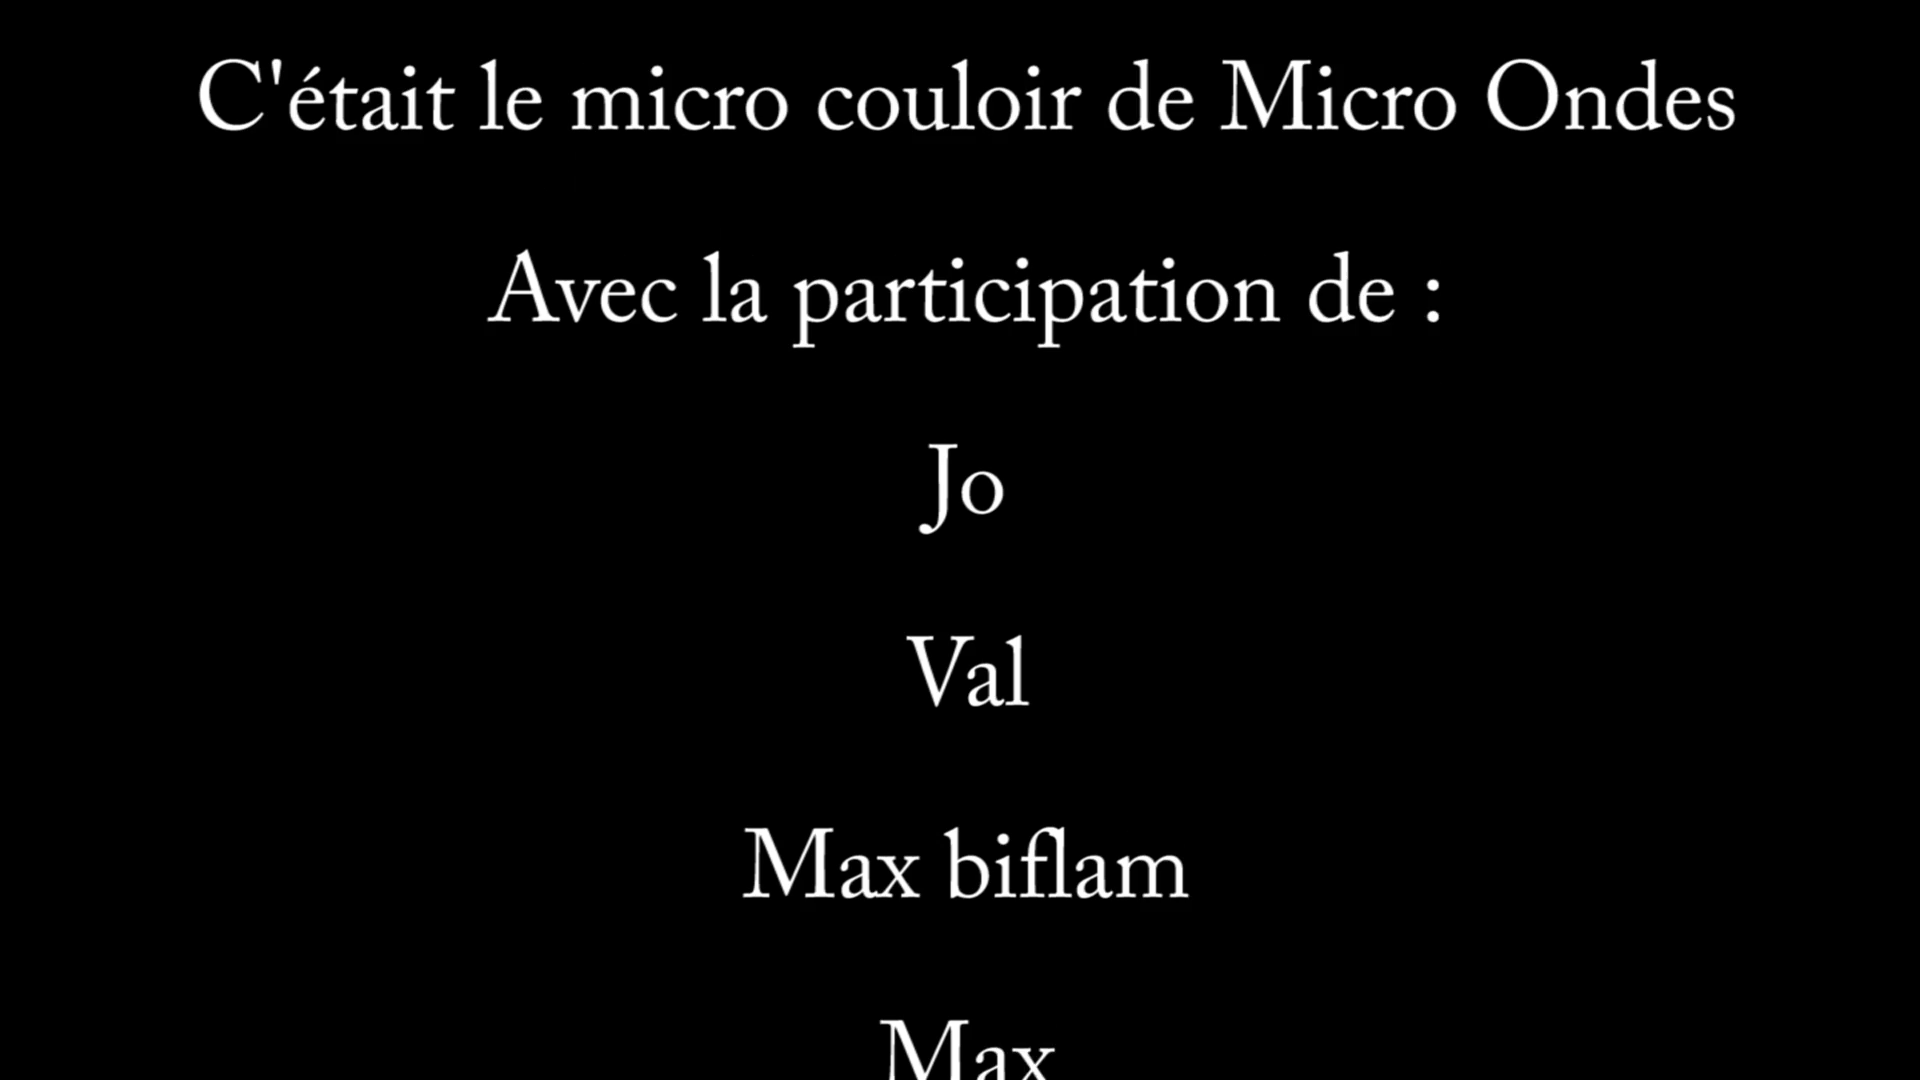 C'était le micro couloir de Micro Ondes
Avec la participation de :
Jo
Val
Max biflam
Max